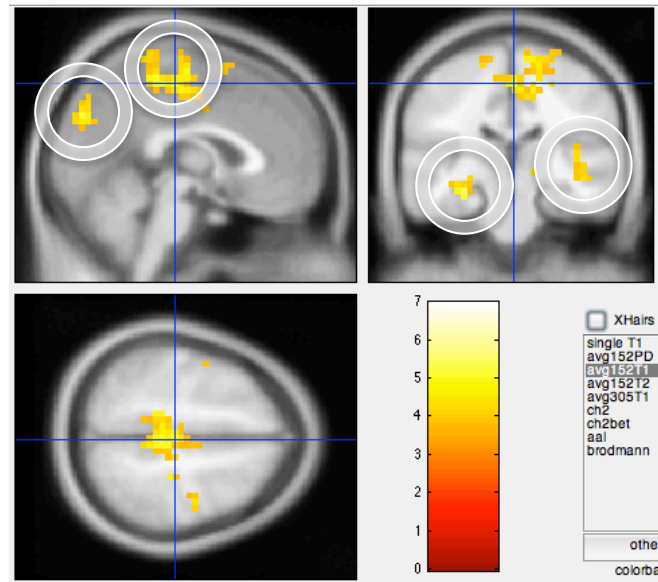 7
6
5
4
3
2
1
0
XHairs
single T1
avg152PD
avg152T1
avg152T2
avg305T1
ch2
ch2bet
aal
brodmann
othe
colorba